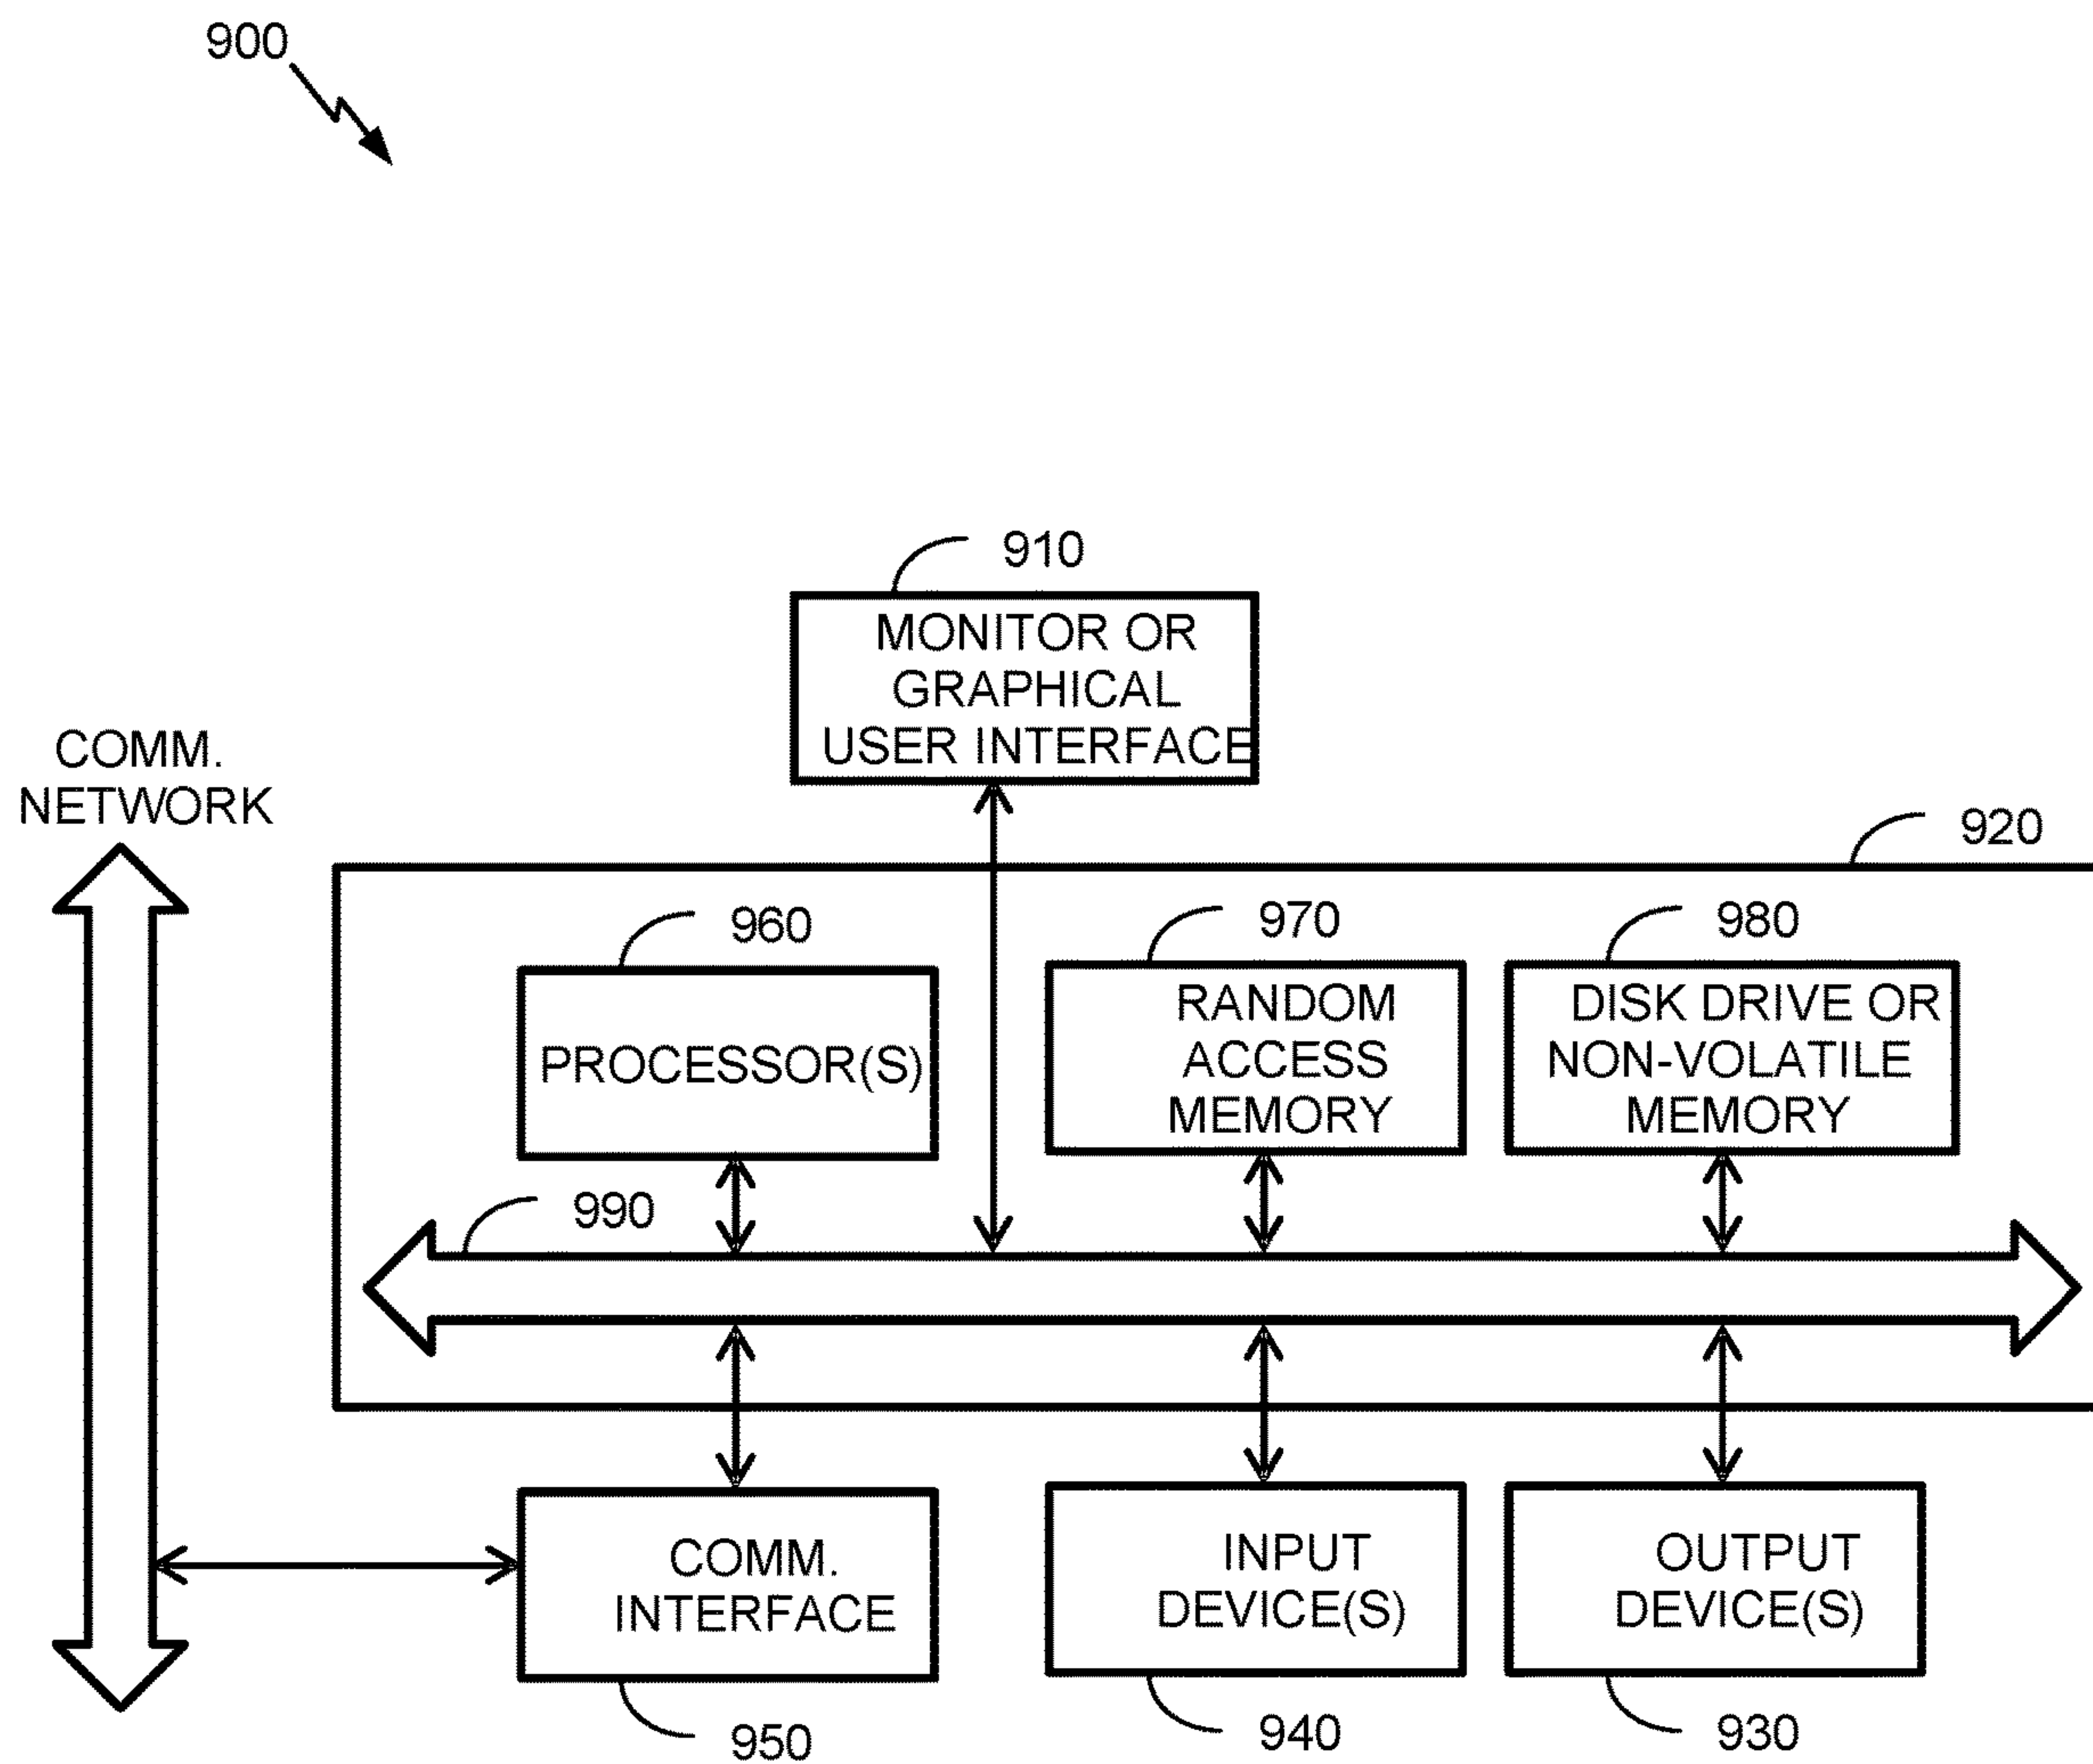 900
910
MONITOR OR
GRAPHICAL
USER INTERFACE
COMM.
NETWORK
920
960
970
980
PROCESSOR(S)
RANDOM
ACCESS
MEMORY
DISK DRIVE OR
NON-VOLATILE
MEMORY
990
COMM.
INTERFACE
INPUT
DEVICE(S)
OUTPUT
DEVICE(S)
950
940
930